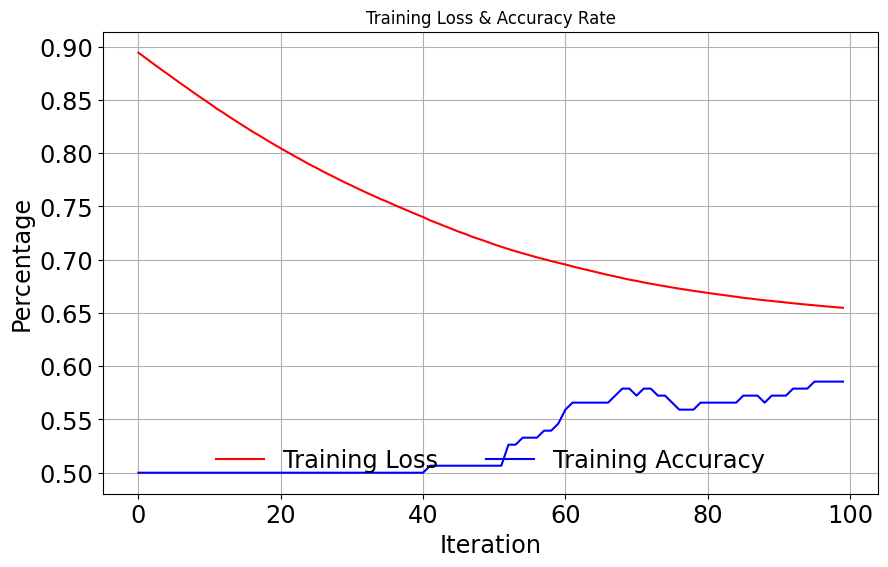 Training Loss & Accuracy Rate
0.90
0.85
0.80
0.75
0.70
0.65
0.60
0.55
0.50
Percentage
Training Loss Training Accuracy
0 20 40 60 80 100
Iteration